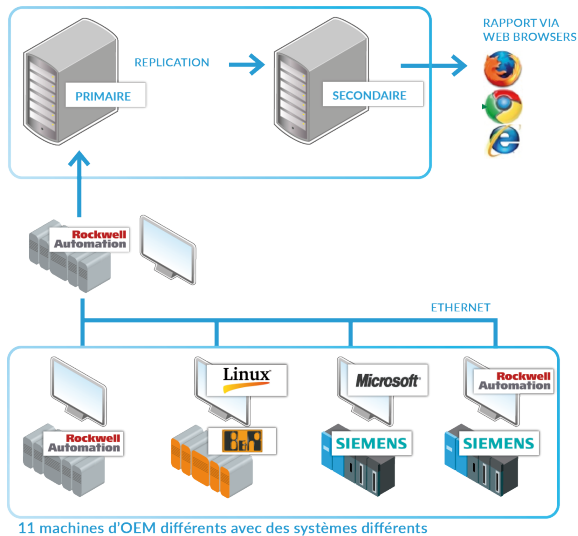 RAPPORT VIA
WEB BROWSERS
REPLICATION
PRIMAIRE
SECONDAIRE
Rockwell
Automation
ETHERNET
Linux
Microsoft
Rockwell
Automation
Rockwell
Automation
B&R
SIEMENS
SIEMENS
11 machines d'OEM différents avec des systèmes différents